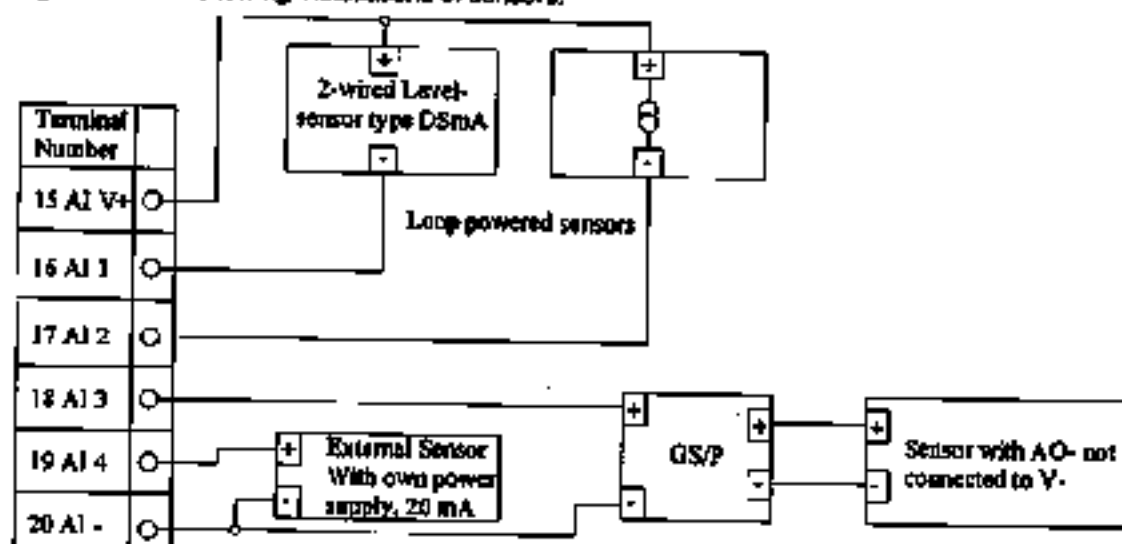 +
+
2-wired Level-
sensor type DSmA
-
-
Terminal
Number
15 AI V+
Loop powered sensors
16 AI 1
17 AI 2
18 AI 3
+
+
+
19 AI 4
+
External Sensor
With own power
supply, 20 mA
GS/P
Sensor with AO- not
connected to V-
-
-
-
-
20 AI -